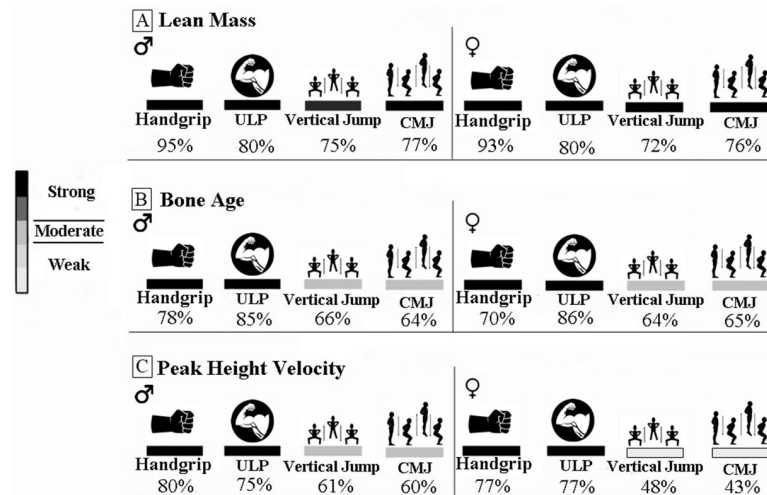 A Lean Mass
♂ ♀
Handgrip ULP Vertical Jump CMJ Handgrip ULP Vertical Jump CMJ
95% 80% 75% 77% 93% 80% 72% 76%
Strong
Moderate
Weak
B Bone Age
♂ ♀
Handgrip ULP Vertical Jump CMJ Handgrip ULP Vertical Jump CMJ
78% 85% 66% 64% 70% 86% 64% 65%
C Peak Height Velocity
♂ ♀
Handgrip ULP Vertical Jump CMJ Handgrip ULP Vertical Jump CMJ
80% 75% 61% 60% 77% 77% 48% 43%